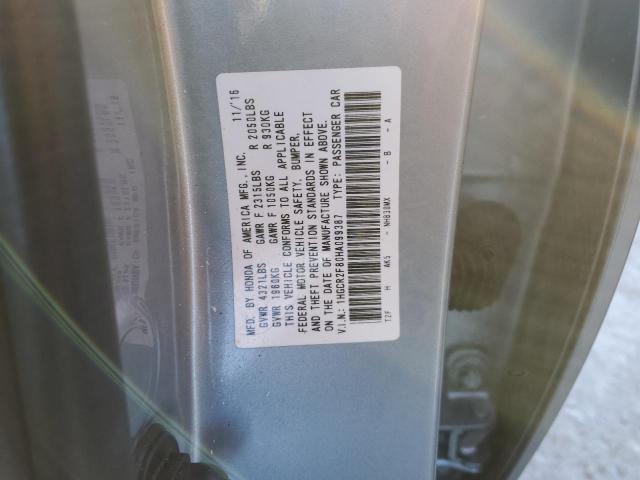 MFD. BY HONDA OF AMERICA MFG., INC. 11/16
GVWR 4321LBS GAWR F 2315LBS R 2050LBS
GVWR 1960KG GAWR F 1050KG R 930KG
THIS VEHICLE CONFORMS TO ALL APPLICABLE
FEDERAL MOTOR VEHICLE SAFETY, BUMPER,
AND THEFT PREVENTION STANDARDS IN EFFECT
ON THE DATE OF MANUFACTURE SHOWN ABOVE.
V.I.N.: 1HGCR2F80HA099387 TYPE: PASSENGER CAR
T2F H AK5 - NH830MX - B - A